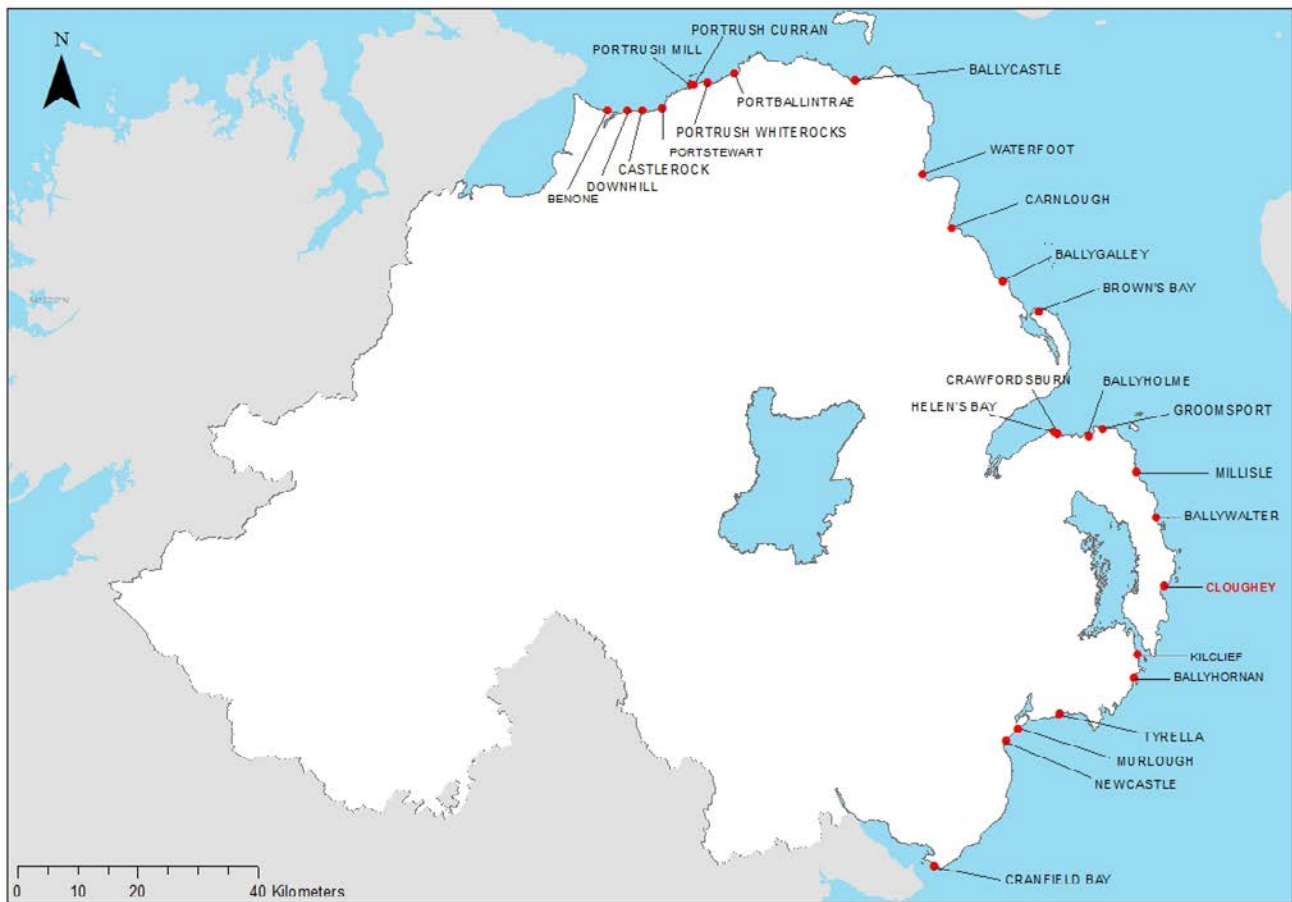 N
PORTRUSH CURRAN
PORTRUSH MILL
BALLYCASTLE
PORTBALLINTRAE
PORTRUSH WHITEROCKS
PORTSTEWART
CASTLEROCK
DOWNHILL
BENONE
WATERFOOT
CARNLOUGH
BALLYGALLEY
BROWN'S BAY
CRAWFORDSBURN
BALLYHOLME
HELEN'S BAY
GROOMSPORT
MILLISLE
BALLYWALTER
CLOUGHEY
KILCLIEF
BALLYHORNAN
TYRELLA
MURLOUGH
NEWCASTLE
CRANFIELD BAY
0 10 20 40 Kilometers